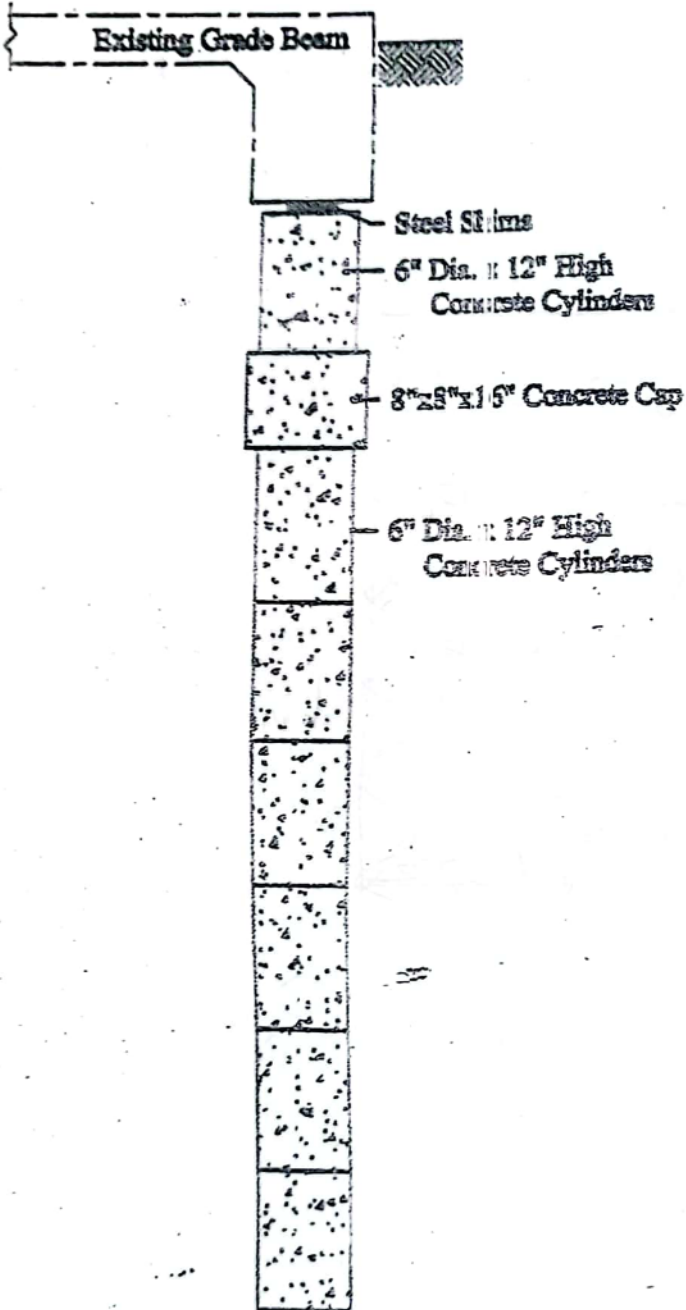 Existing Grade Beam
Steel Shims
6" Dia. x 12" High
Concrete Cylinders
8"x8"x16" Concrete Cap
6" Dia. x 12" High
Concrete Cylinders